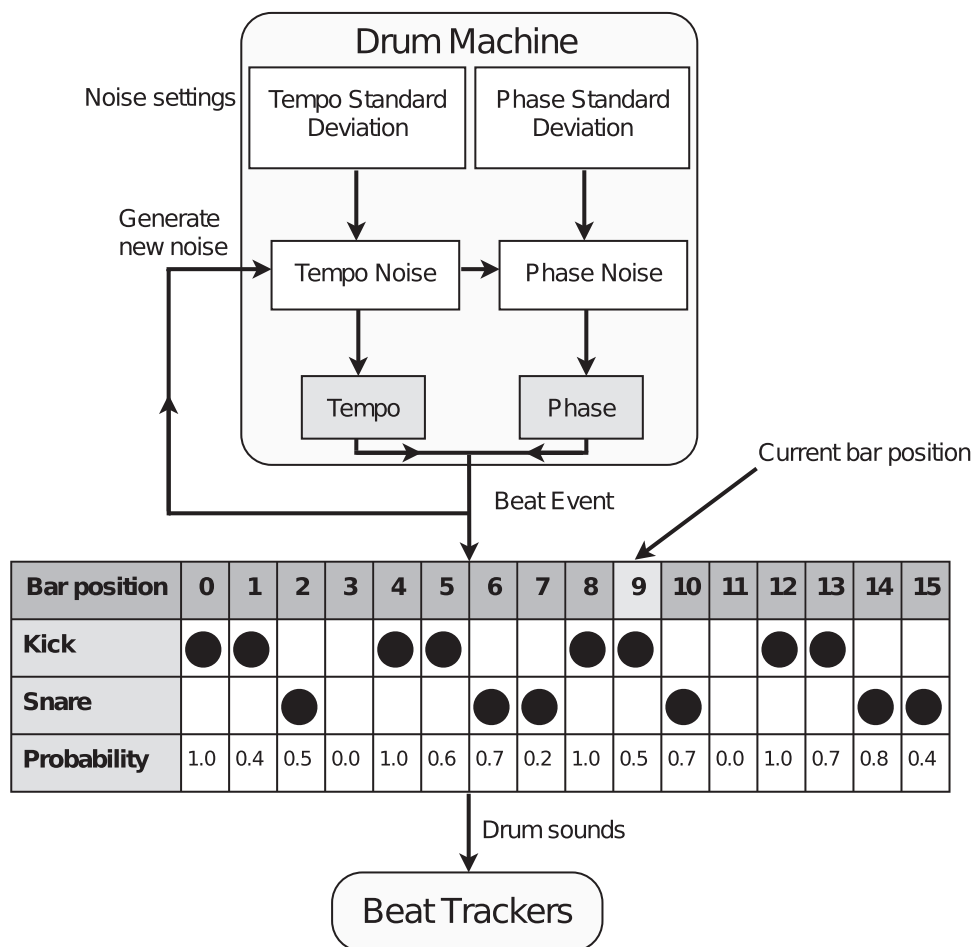 Drum Machine
Noise settings
Tempo Standard
Deviation
Phase Standard
Deviation
Generate
new noise
Tempo Noise
Phase Noise
Tempo
Phase
Current bar position
Beat Event
Bar position 0 1 2 3 4 5 6 7 8 9 10 11 12 13 14 15
Kick
Snare
Probability 1.0 0.4 0.5 0.0 1.0 0.6 0.7 0.2 1.0 0.5 0.7 0.0 1.0 0.7 0.8 0.4
Drum sounds
Beat Trackers